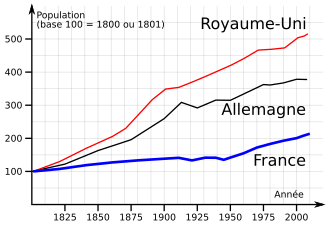 Population
(base 100 = 1800 ou 1801)
Royaume-Uni
500
400
300
Allemagne
200
France
100
Année
1825 1850 1875 1900 1925 1950 1975 2000